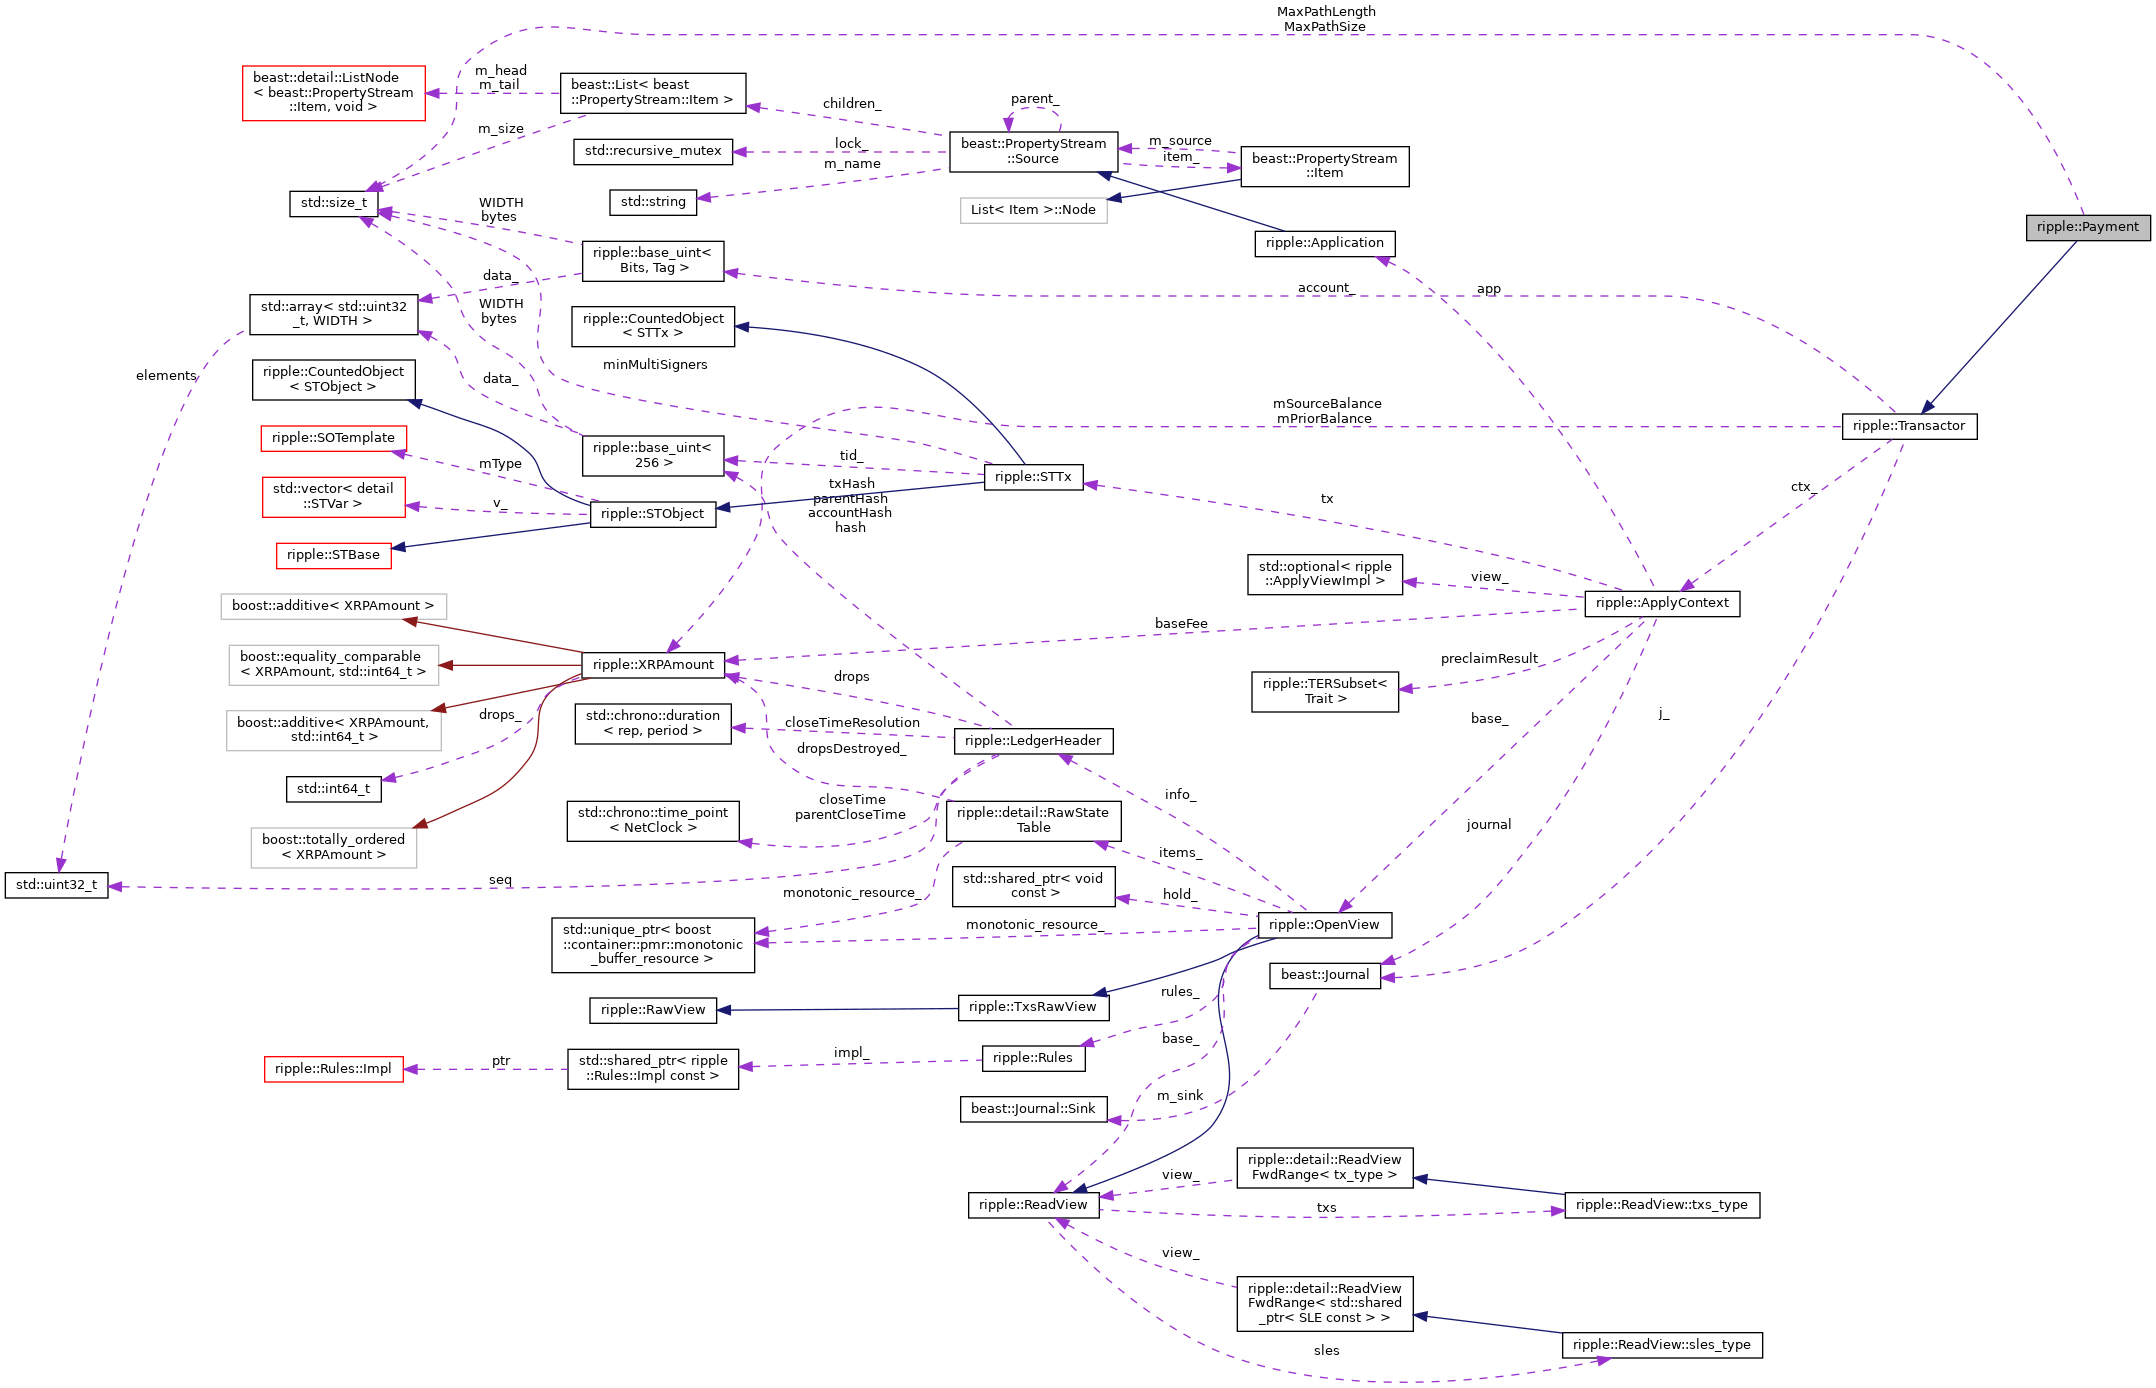 MaxPathLength
MaxPathSize
beast::detail::ListNode
< beast::PropertyStream
::Item, void >
m_head
m_tail
beast::List< beast
::PropertyStream::Item >
children_
parent_
m_size
std::recursive_mutex
lock_
beast::PropertyStream
::Source
m_source
item_
beast::PropertyStream
::Item
m_name
std::size_t
std::string
List< Item >::Node
WIDTH
bytes
ripple::Payment
ripple::base_uint<
Bits, Tag >
ripple::Application
data_
account_
app
std::array< std::uint32
_t, WIDTH >
WIDTH
bytes
ripple::CountedObject
< STTx >
elements
ripple::CountedObject
< STObject >
data_
minMultiSigners
mSourceBalance
mPriorBalance
ripple::Transactor
ripple::SOTemplate
mType
ripple::base_uint<
256 >
tid_
ripple::STTx
std::vector< detail
::STVar >
v_
ripple::STObject
txHash
parentHash
accountHash
hash
tx
ctx_
ripple::STBase
std::optional< ripple
::ApplyViewImpl >
view_
ripple::ApplyContext
boost::additive< XRPAmount >
baseFee
boost::equality_comparable
< XRPAmount, std::int64_t >
ripple::XRPAmount
drops
preclaimResult
ripple::TERSubset<
Trait >
boost::additive< XRPAmount,
std::int64_t >
drops_
std::chrono::duration
< rep, period >
closeTimeResolution
dropsDestroyed_
ripple::LedgerHeader
base_
j_
std::int64_t
std::chrono::time_point
< NetClock >
closeTime
parentCloseTime
ripple::detail::RawState
Table
info_
journal
boost::totally_ordered
< XRPAmount >
items_
std::uint32_t
seq
monotonic_resource_
std::shared_ptr< void
const >
hold_
std::unique_ptr< boost
::container::pmr::monotonic
_buffer_resource >
monotonic_resource_
ripple::OpenView
beast::Journal
ripple::RawView
ripple::TxsRawView
rules_
ripple::Rules::Impl
ptr
std::shared_ptr< ripple
::Rules::Impl const >
impl_
ripple::Rules
base_
beast::Journal::Sink
m_sink
ripple::detail::ReadView
FwdRange< tx_type >
view_
ripple::ReadView
txs
ripple::ReadView::txs_type
view_
ripple::detail::ReadView
FwdRange< std::shared
_ptr< SLE const > >
sles
ripple::ReadView::sles_type